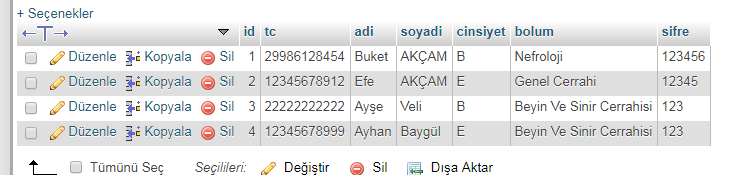 + Seçenekler
id tc adi soyadi cinsiyet bolum sifre
Düzenle Kopyala Sil 1 29986128454 Buket AKÇAM B Nefroloji 123456
Düzenle Kopyala Sil 2 12345678912 Efe AKÇAM E Genel Cerrahi 12345
Düzenle Kopyala Sil 3 22222222222 Ayşe Veli B Beyin Ve Sinir Cerrahisi 123
Düzenle Kopyala Sil 4 12345678999 Ayhan Baygül E Beyin Ve Sinir Cerrahisi 123
Tümünü Seç Seçilileri: Değiştir Sil Dışa Aktar